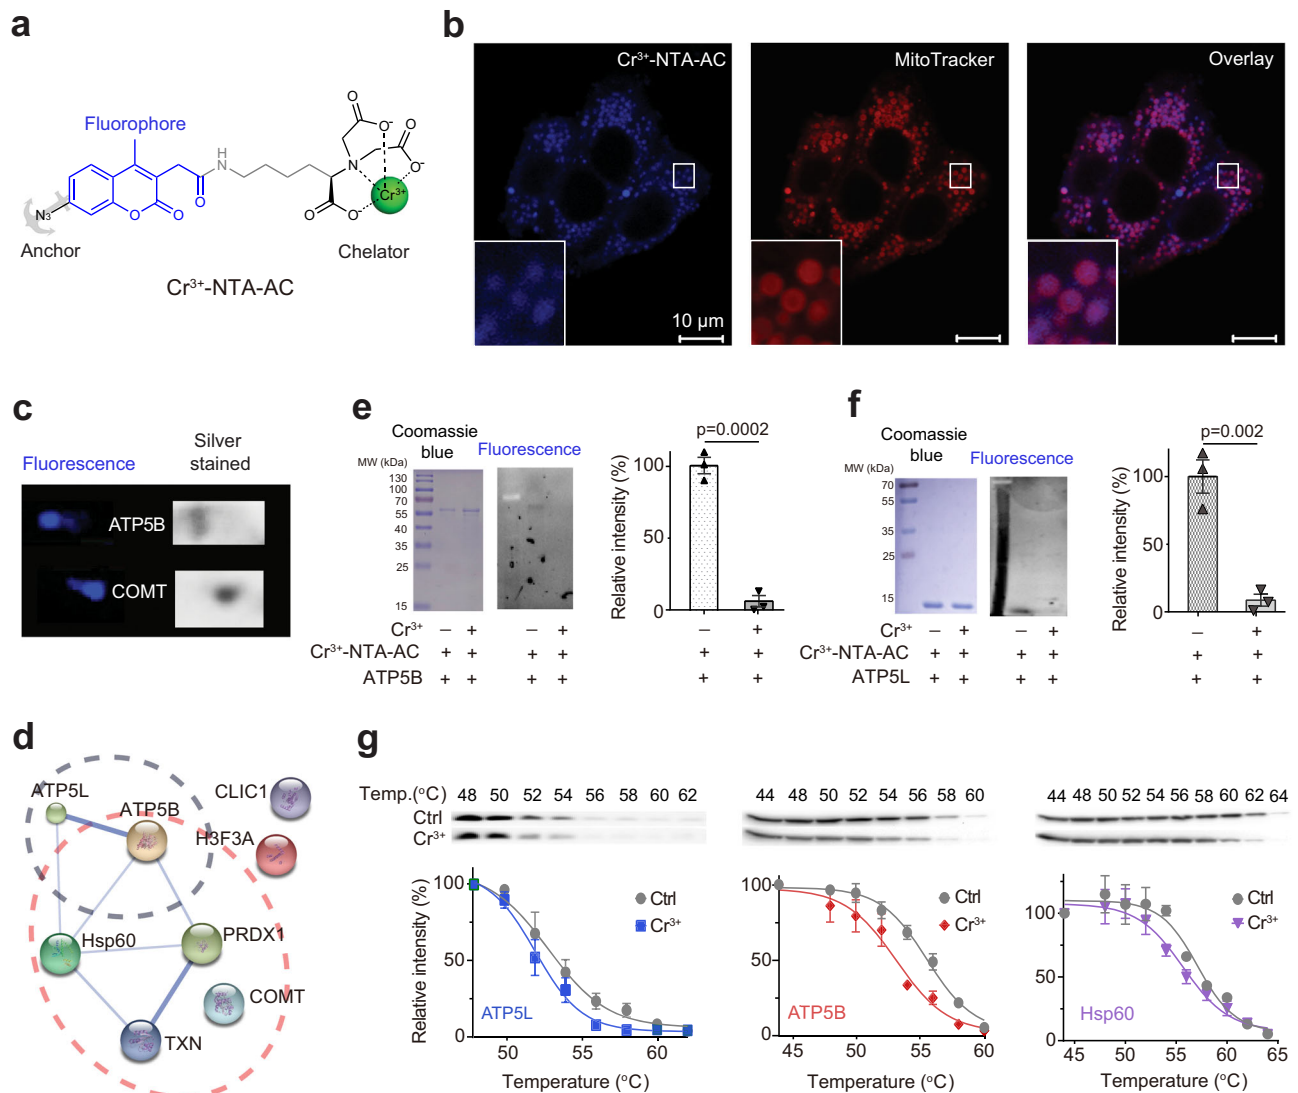 a
Fluorophore
O
O⁻
O
H
N
N
O⁻
Cr³⁺
N₃
O
O
O
O
O⁻
Anchor
Chelator
Cr³⁺-NTA-AC
b
Cr³⁺-NTA-AC
MitoTracker
Overlay
10 µm
c
Fluorescence
Silver
stained
ATP5B
COMT
d
ATP5L
ATP5B
CLIC1
H3F3A
Hsp60
PRDX1
COMT
TXN
e
Coomassie
blue
Fluorescence
MW (kDa)
130
100
70
55
40
35
25
15
Cr³⁺ – + – +
Cr³⁺-NTA-AC + + + +
ATP5B + + + +
p=0.0002
Relative intensity (%)
100
50
0
– +
+ +
+ +
f
Coomassie
blue
Fluorescence
MW (kDa)
70
55
35
25
15
Cr³⁺ – + – +
Cr³⁺-NTA-AC + + + +
ATP5L + + + +
p=0.002
Relative intensity (%)
100
50
0
– +
+ +
+ +
g
Temp.(°C) 48 50 52 54 56 58 60 62
Ctrl
Cr³⁺
44 48 50 52 54 56 58 60
44 48 50 52 54 55 56 58 60 62 64
Relative intensity (%)
100
50
0
Ctrl
Cr³⁺
ATP5L
50 55 60
Temperature (°C)
100
50
0
Ctrl
Cr³⁺
ATP5B
45 50 55 60
Temperature (°C)
100
50
0
Ctrl
Cr³⁺
Hsp60
45 50 55 60 65
Temperature (°C)